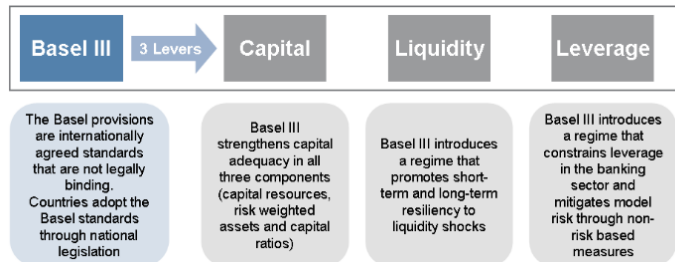 Basel III
3 Levers
Capital
Liquidity
Leverage
The Basel provisions
are internationally
agreed standards
that are not legally
binding.
Countries adopt the
Basel standards
through national
legislation
Basel III
strengthens capital
adequacy in all
three components
(capital resources,
risk weighted
assets and capital
ratios)
Basel III introduces
a regime that
promotes short-
term and long-term
resiliency to
liquidity shocks
Basel III introduces
a regime that
constrains leverage
in the banking
sector and
mitigates model
risk through non-
risk based
measures